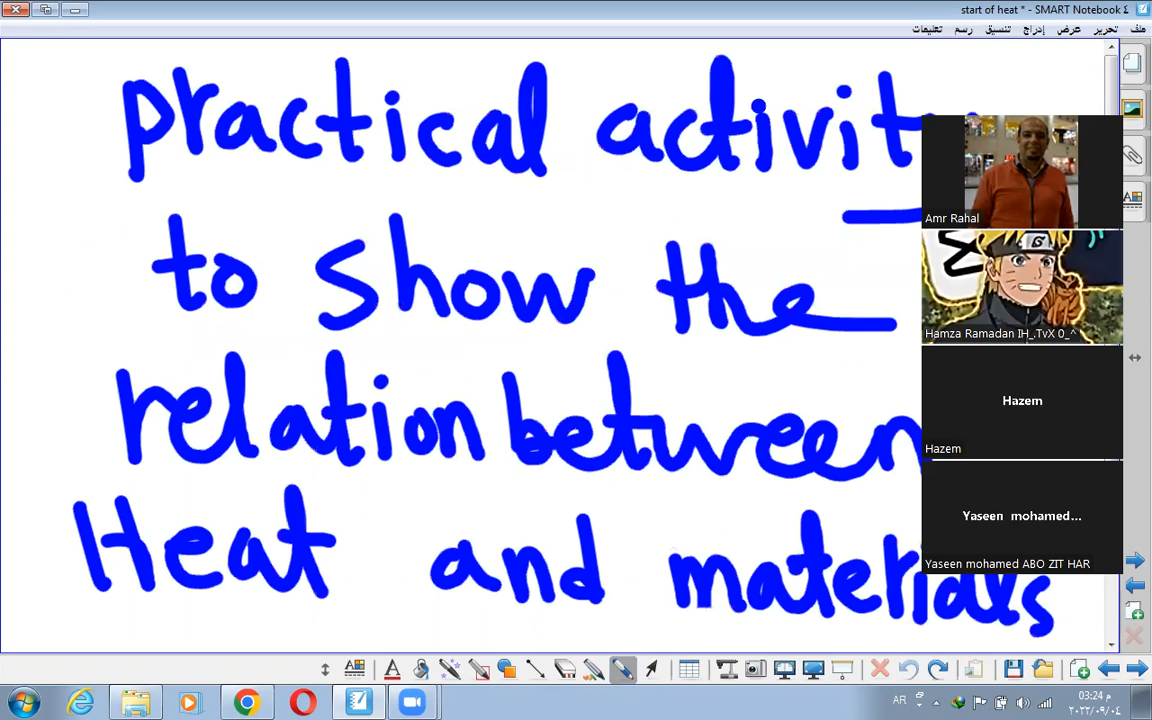 start of heat * - SMART Notebook ٤
ملف تحرير عرض إدراج تنسيق رسم تعليمات
practical activit
to show the
relation between
Heat and materials
Amr Rahal
Hamza Ramadan IH_.TvX 0_^
Hazem
Hazem
Yaseen mohamed...
Yaseen mohamed ABO ZIT HAR
AR
03:24 م
٢٠٢٢/٠٩/٠٤